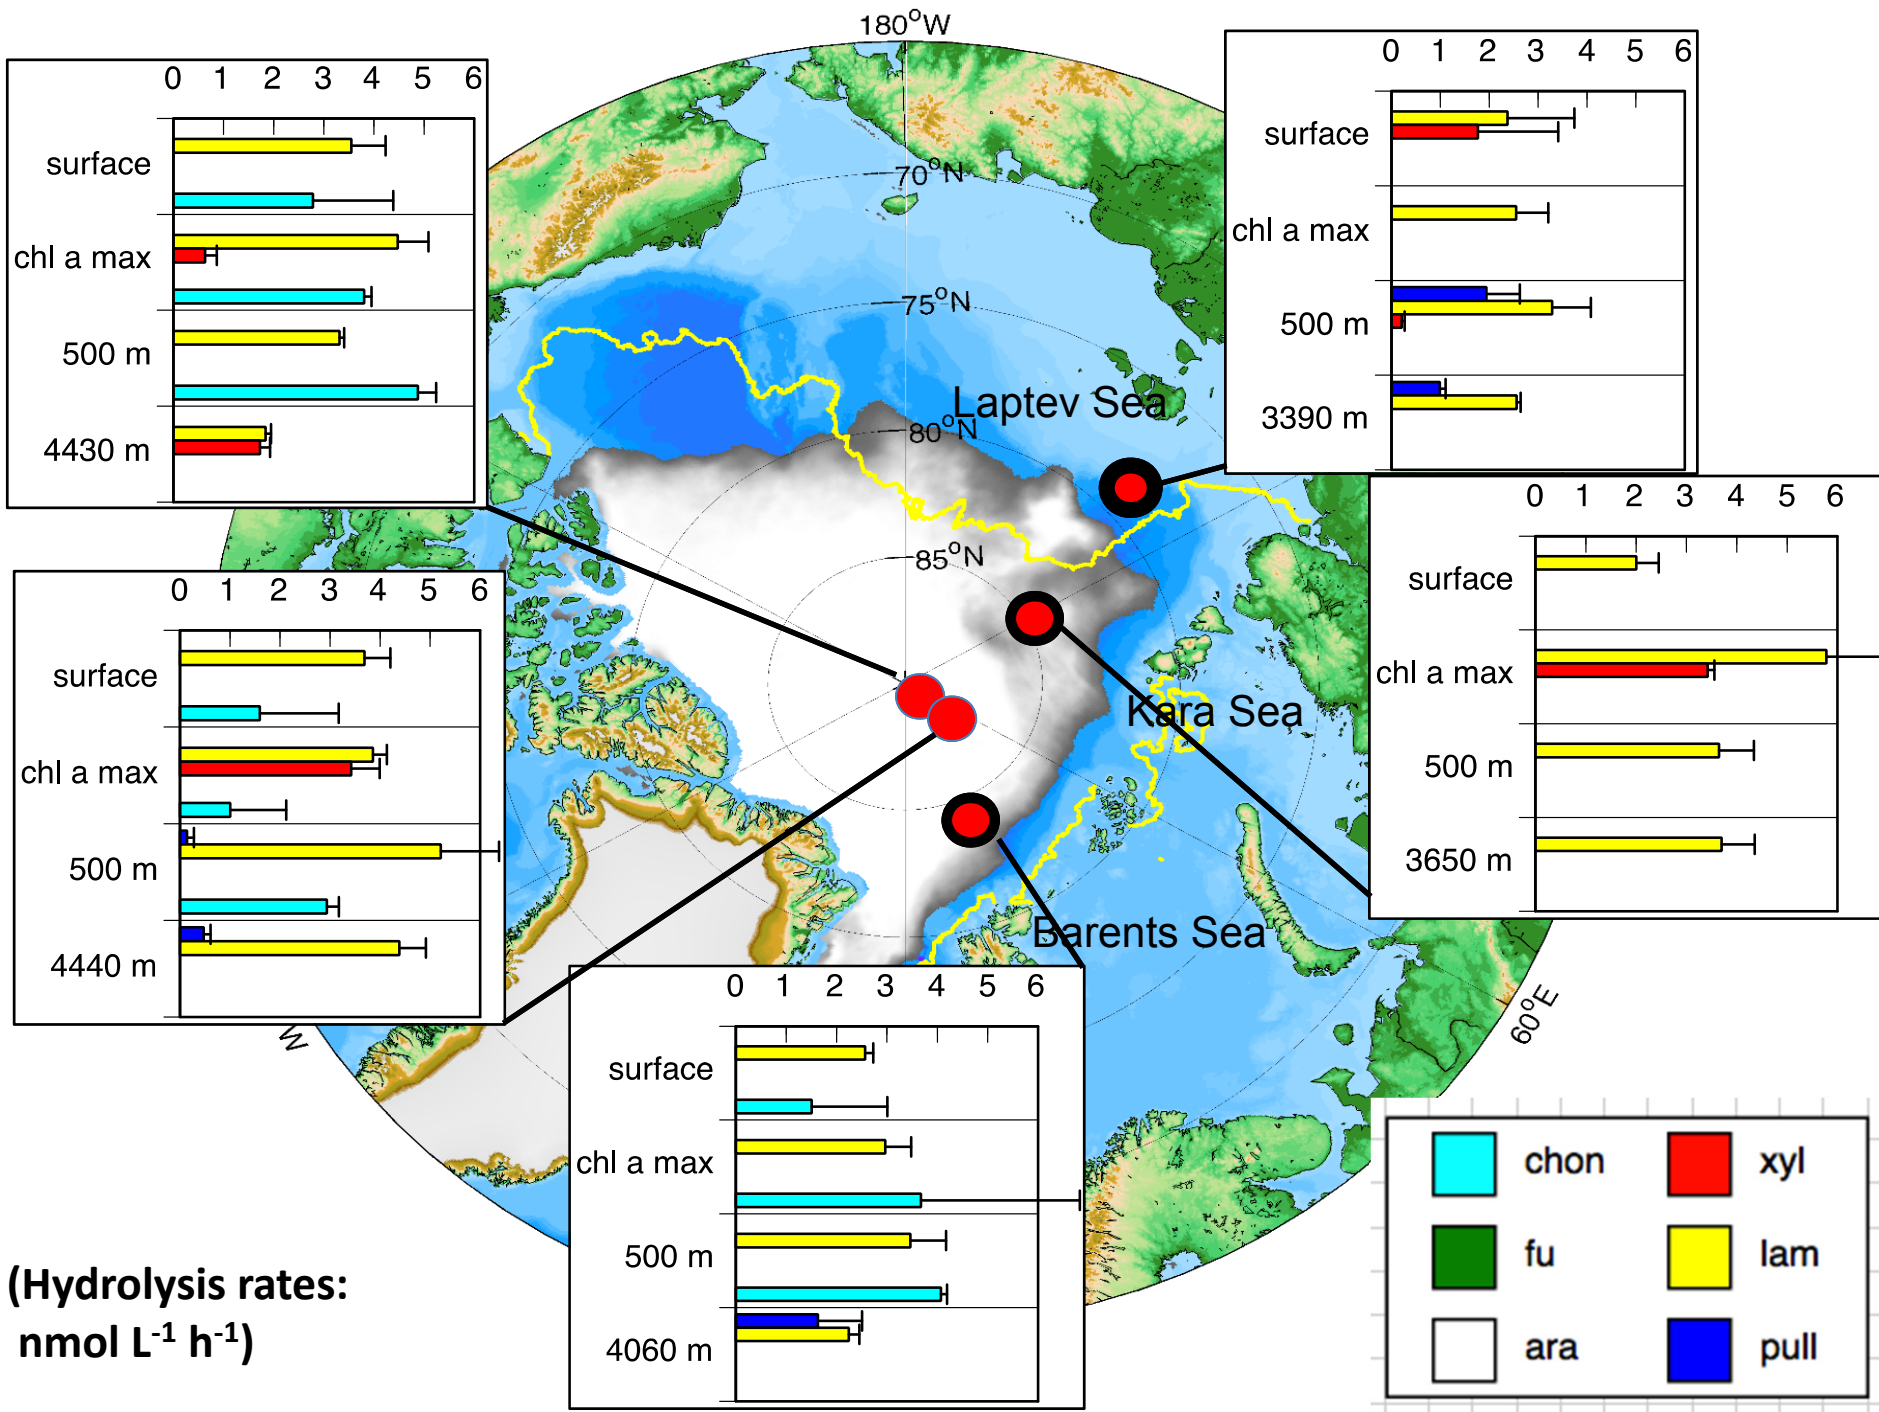 180°W
0 1 2 3 4 5 6
surface
chl a max
500 m
4430 m
0 1 2 3 4 5 6
surface
chl a max
500 m
3390 m
70°N
75°N
Laptev Sea
80°N
85°N
0 1 2 3 4 5 6
surface
chl a max
500 m
3650 m
0 1 2 3 4 5 6
surface
chl a max
500 m
4440 m
Kara Sea
Barents Sea
60°E
W
0 1 2 3 4 5 6
surface
chl a max
500 m
4060 m
(Hydrolysis rates:
nmol L⁻¹ h⁻¹)
chon xyl
fu lam
ara pull